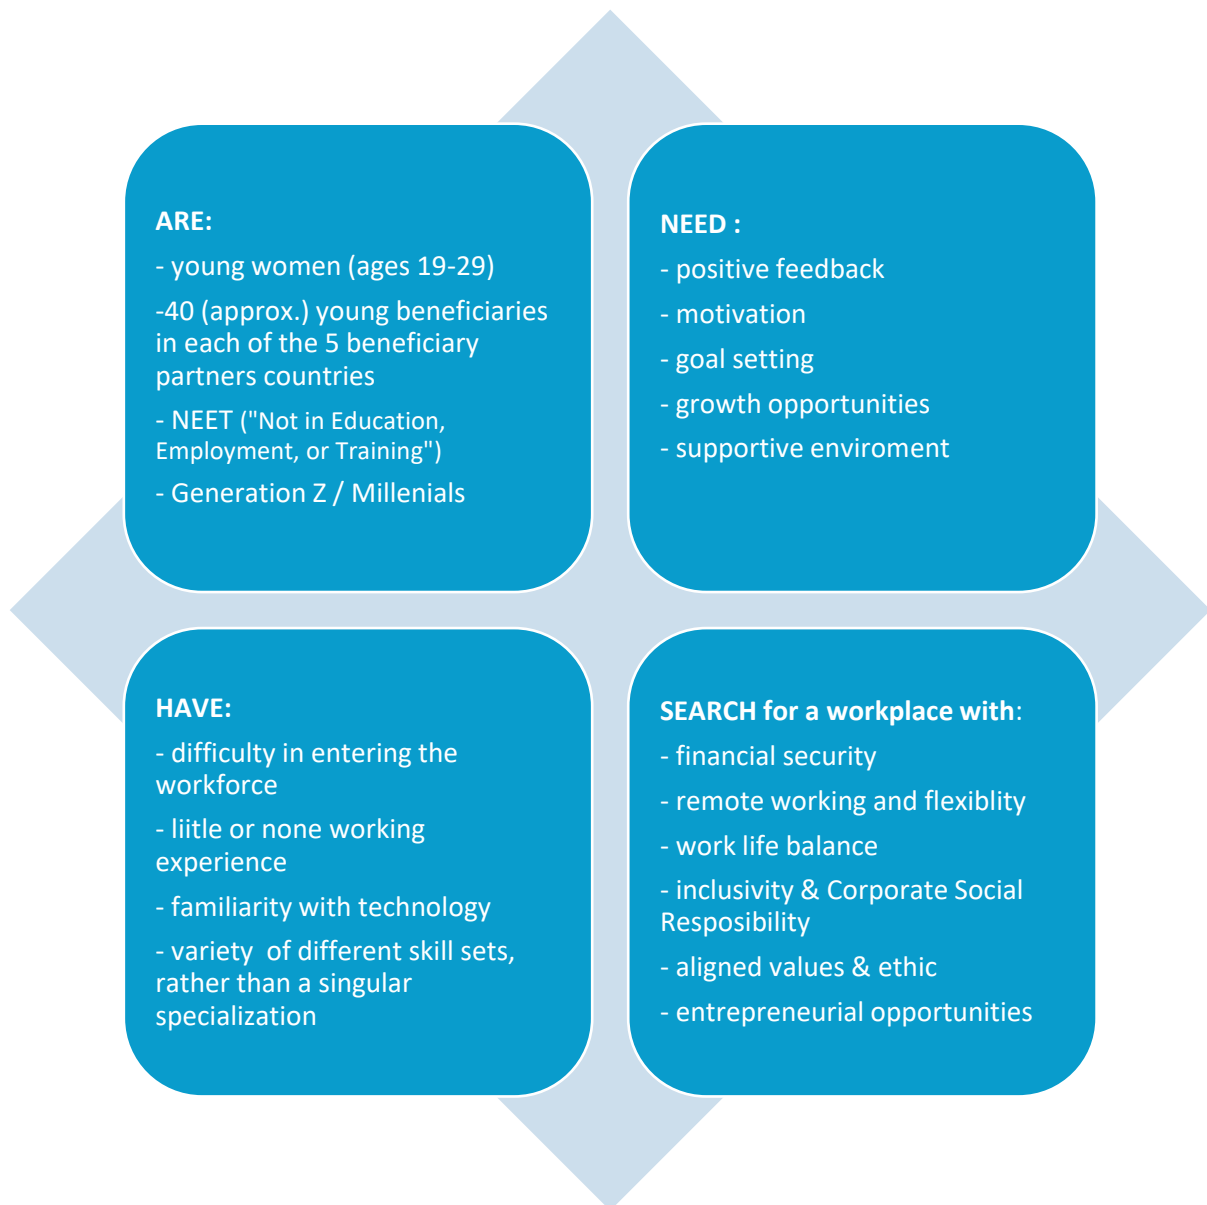 ARE:
- young women (ages 19-29)
-40 (approx.) young beneficiaries
in each of the 5 beneficiary
partners countries
- NEET ("Not in Education,
Employment, or Training")
- Generation Z / Millenials
NEED :
- positive feedback
- motivation
- goal setting
- growth opportunities
- supportive enviroment
HAVE:
- difficulty in entering the
workforce
- liitle or none working
experience
- familiarity with technology
- variety  of different skill sets,
rather than a singular
specialization
SEARCH for a workplace with:
- financial security
- remote working and flexiblity
- work life balance
- inclusivity & Corporate Social
Resposibility
- aligned values & ethic
- entrepreneurial opportunities